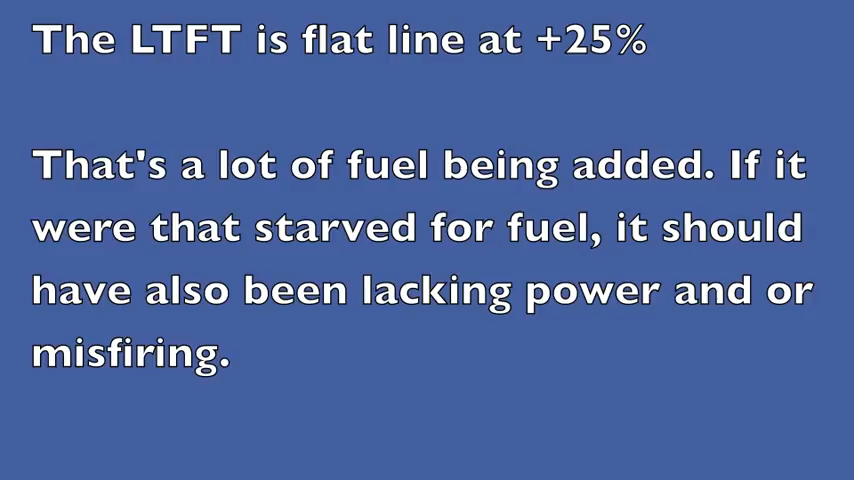 The LTFT is flat line at +25%
That's a lot of fuel being added. If it
were that starved for fuel, it should
have also been lacking power and or
misfiring.